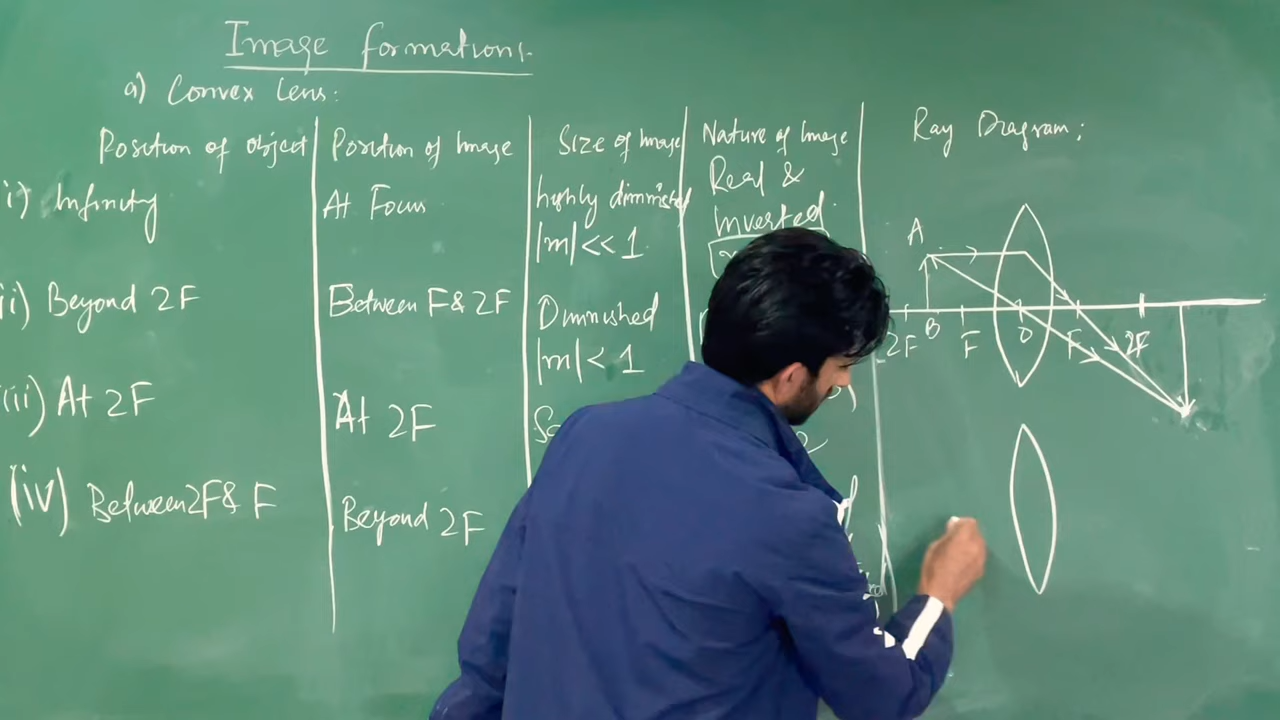 Image formations.
a) Convex lens:
Position of object Position of Image Size of Image Nature of Image Ray Diagram:
i) Infinity At Focus highly diminished Real &
|m| << 1 Inverted
ii) Beyond 2F Between F & 2F Diminished
|m| < 1
(iii) At 2F At 2F
(iv) Between 2F & F Beyond 2F
A
2F B F O F 2F